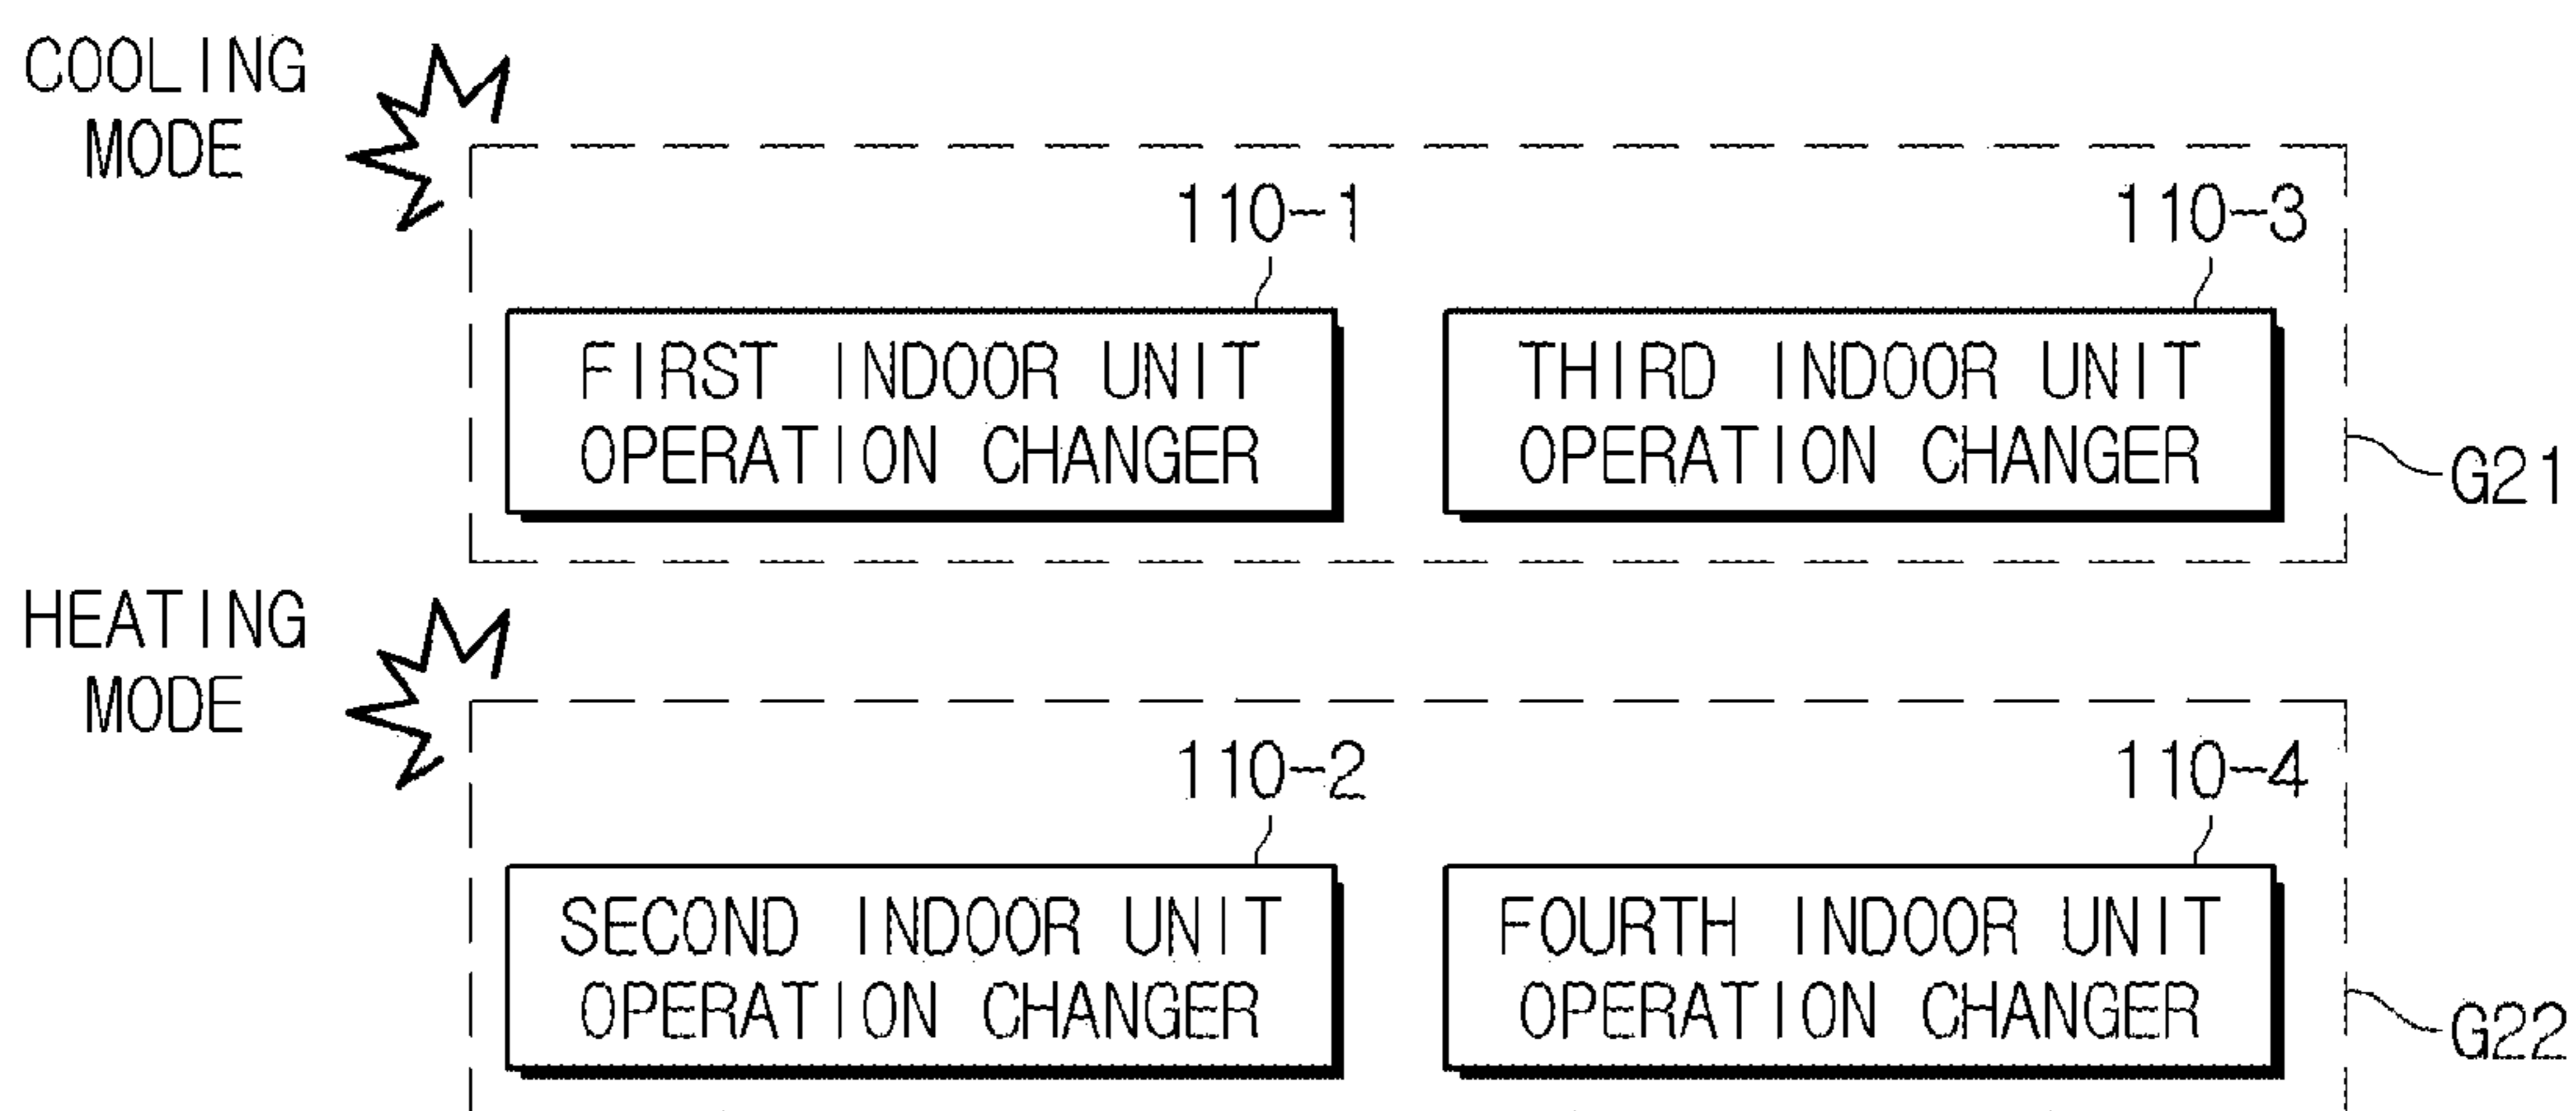 COOLING
MODE
110-1
110-3
FIRST INDOOR UNIT
OPERATION CHANGER
THIRD INDOOR UNIT
OPERATION CHANGER
G21
HEATING
MODE
110-2
110-4
SECOND INDOOR UNIT
OPERATION CHANGER
FOURTH INDOOR UNIT
OPERATION CHANGER
G22